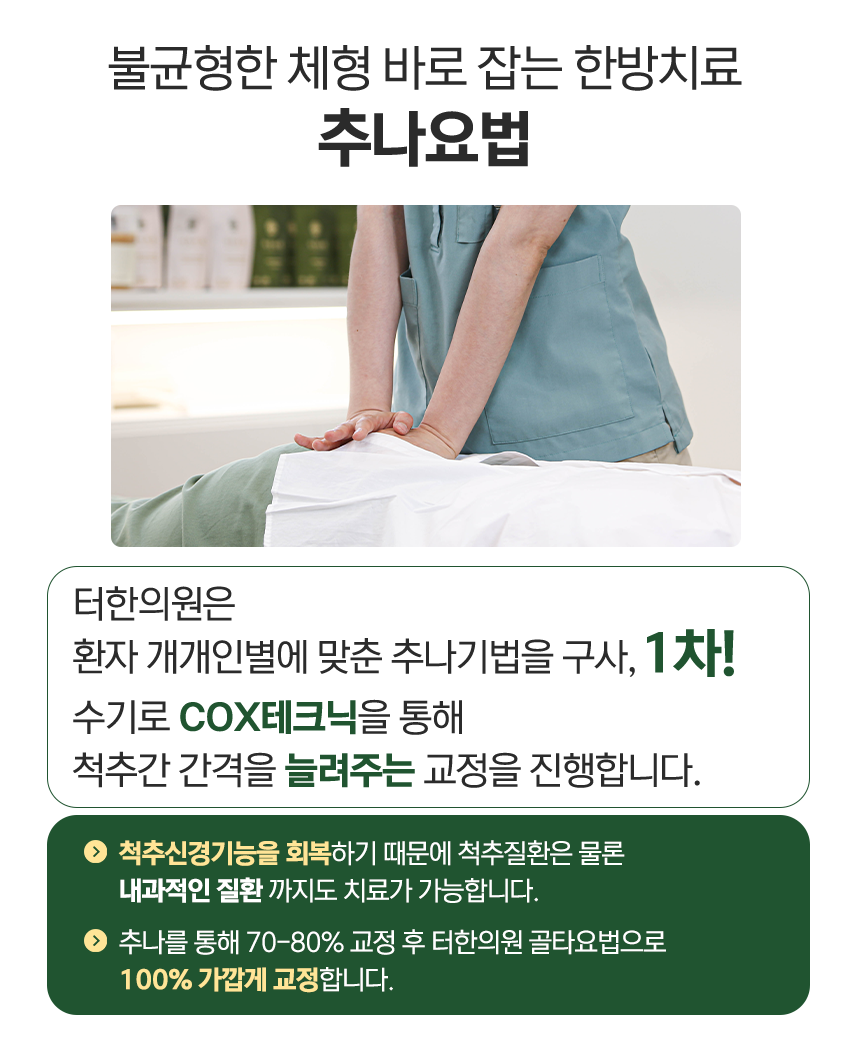 불균형한 체형 바로 잡는 한방치료
추나요법
터한의원은
환자 개개인별에 맞춘 추나기법을 구사, 1차!
수기로 COX테크닉을 통해
척추간 간격을 늘려주는 교정을 진행합니다.
척추신경기능을 회복하기 때문에 척추질환은 물론
내과적인 질환 까지도 치료가 가능합니다.
추나를 통해 70-80% 교정 후 터한의원 골타요법으로
100% 가깝게 교정합니다.